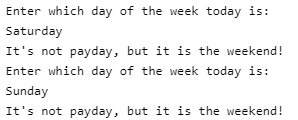 Enter which day of the week today is:
Saturday
It's not payday, but it is the weekend!
Enter which day of the week today is:
Sunday
It's not payday, but it is the weekend!